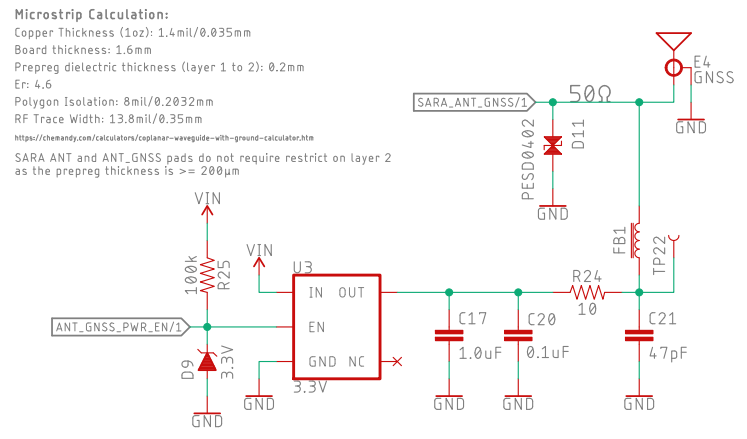 Microstrip Calculation:
Copper Thickness (1oz): 1.4mil/0.035mm
Board thickness: 1.6mm
Prepreg dielectric thickness (layer 1 to 2): 0.2mm
Er: 4.6
Polygon Isolation: 8mil/0.2032mm
RF Trace Width: 13.8mil/0.35mm
https://chemandy.com/calculators/coplanar-waveguide-with-ground-calculator.htm
SARA ANT and ANT_GNSS pads do not require restrict on layer 2
as the prepreg thickness is >= 200µm
E4
GNSS
GND
SARA_ANT_GNSS/1
50Ω
PESD0402
D11
GND
FB1
TP22
VIN
100k
R25
VIN
U3
IN OUT
EN
GND NC
3.3V
ANT_GNSS_PWR_EN/1
D9
3.3V
GND
GND
R24
10
C17
1.0uF
GND
C20
0.1uF
GND
C21
47pF
GND